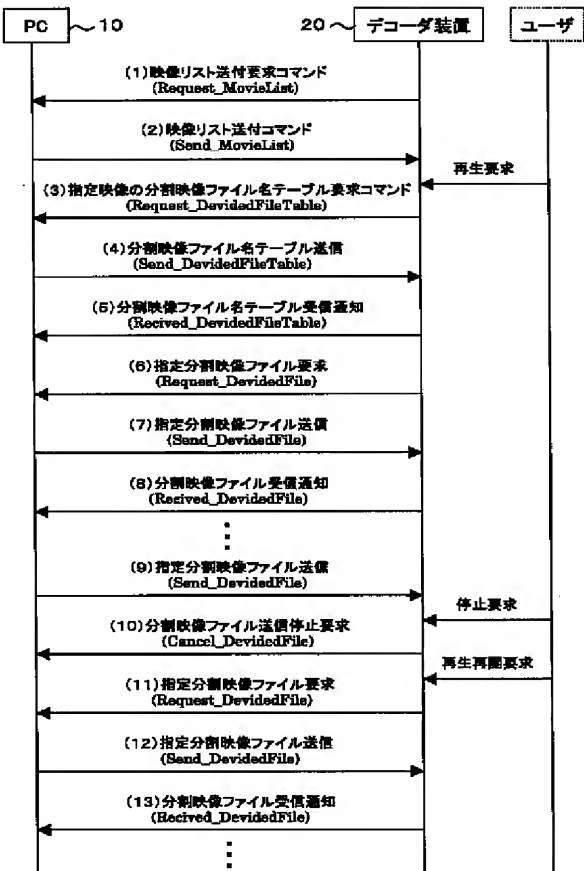 PC ～10 20～ デコーダ装置 ユーザ
(1)映像リスト送付要求コマンド
(Request_MovieList)
(2)映像リスト送付コマンド
(Send_MovieList)
再生要求
(3)指定映像の分割映像ファイル名テーブル要求コマンド
(Request_DevidedFileTable)
(4)分割映像ファイル名テーブル送信
(Send_DevidedFileTable)
(5)分割映像ファイル名テーブル受信通知
(Recived_DevidedFileTable)
(6)指定分割映像ファイル要求
(Request_DevidedFile)
(7)指定分割映像ファイル送信
(Send_DevidedFile)
(8)分割映像ファイル受信通知
(Recived_DevidedFile)
(9)指定分割映像ファイル送信
(Send_DevidedFile)
停止要求
(10)分割映像ファイル送信停止要求
(Cancel_DevidedFile)
再生再開要求
(11)指定分割映像ファイル要求
(Request_DevidedFile)
(12)指定分割映像ファイル送信
(Send_DevidedFile)
(13)分割映像ファイル受信通知
(Recived_DevidedFile)